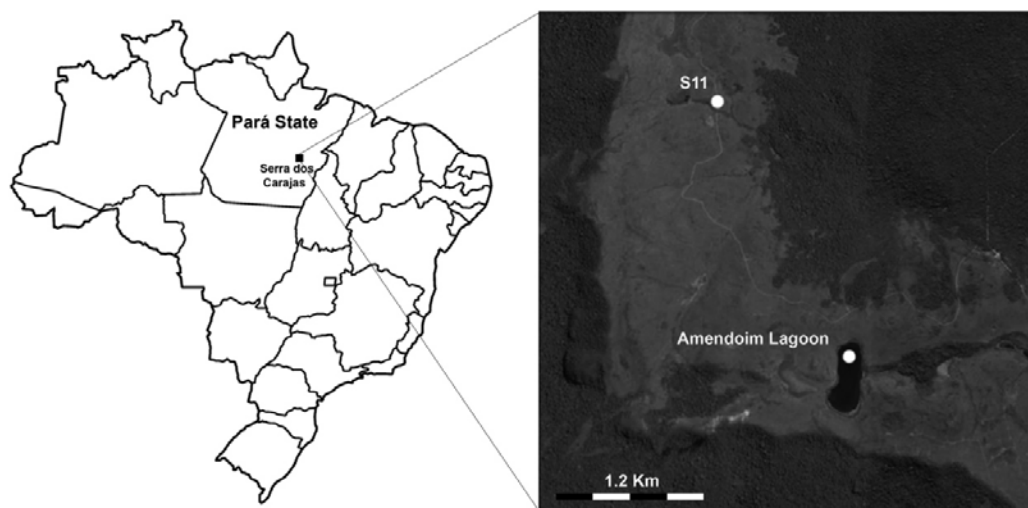 Pará State
Serra dos
Carajas
S11
Amendoim Lagoon
1.2 Km